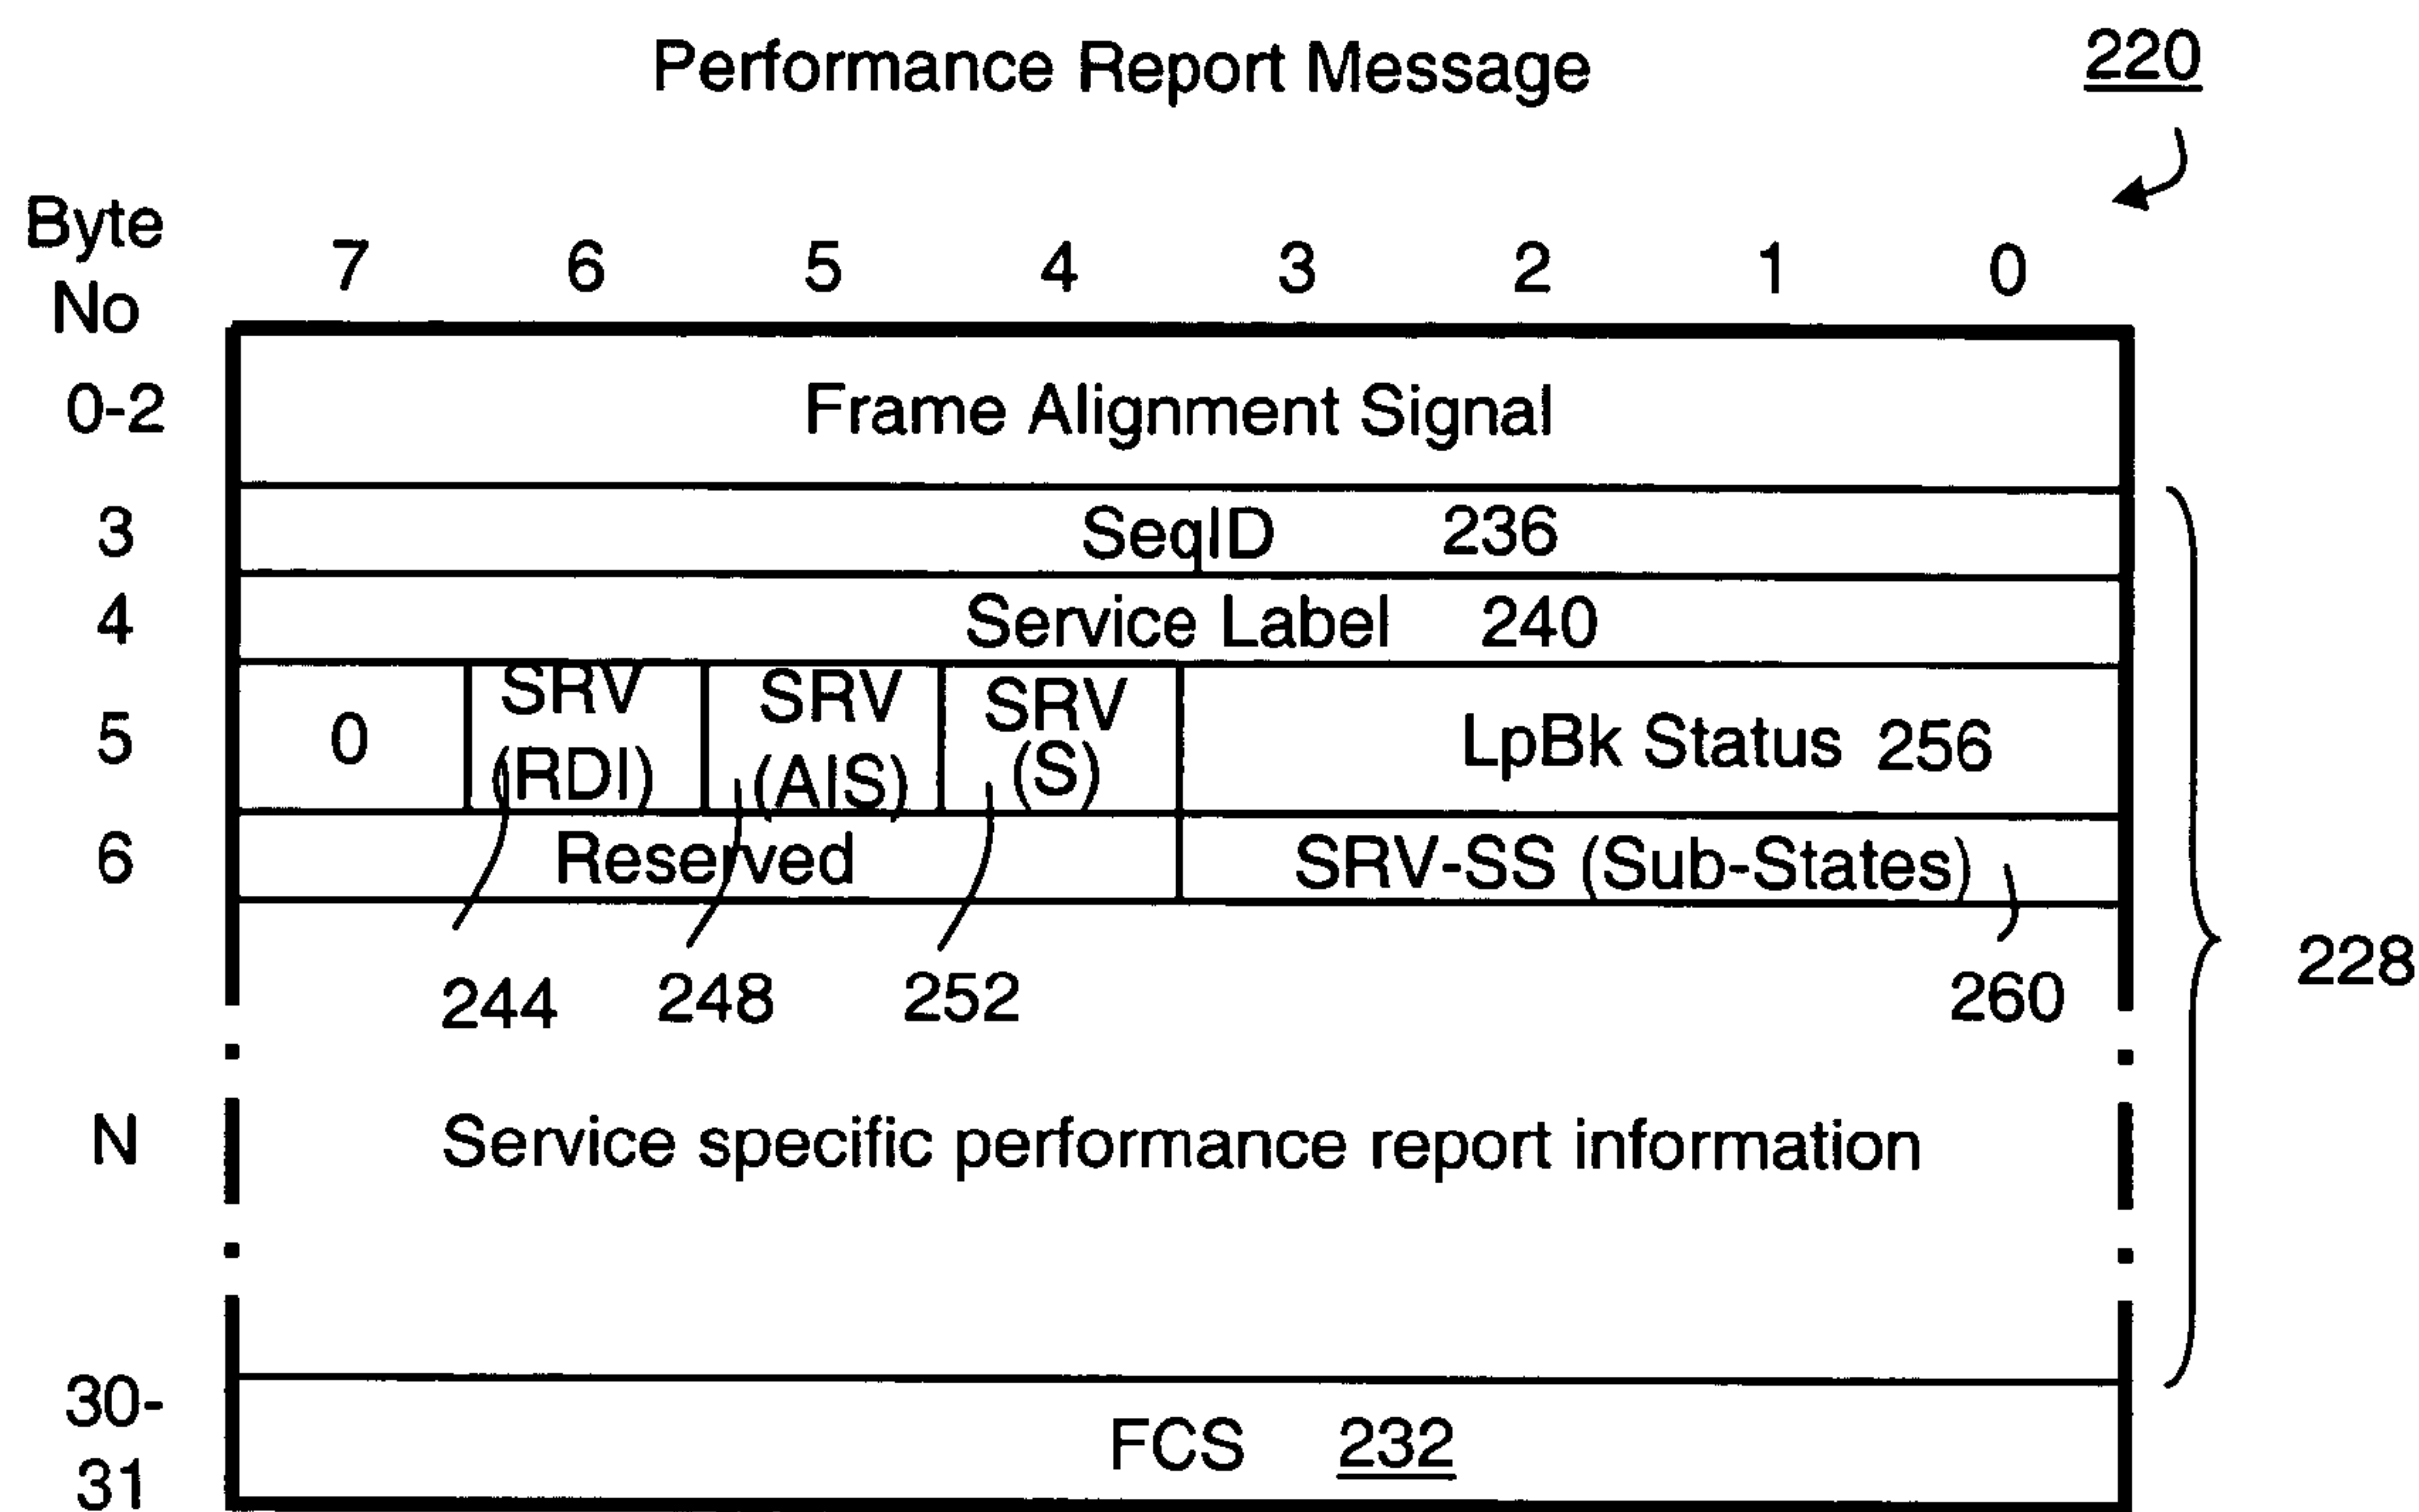 Performance Report Message 220
Byte No 7 6 5 4 3 2 1 0
0-2 Frame Alignment Signal
3 SeqID 236
4 Service Label 240
5 0 SRV (RDI) SRV (AIS) SRV (S) LpBk Status 256
6 Reserved SRV-SS (Sub-States)
244 248 252 260 228
N Service specific performance report information
30-31 FCS 232